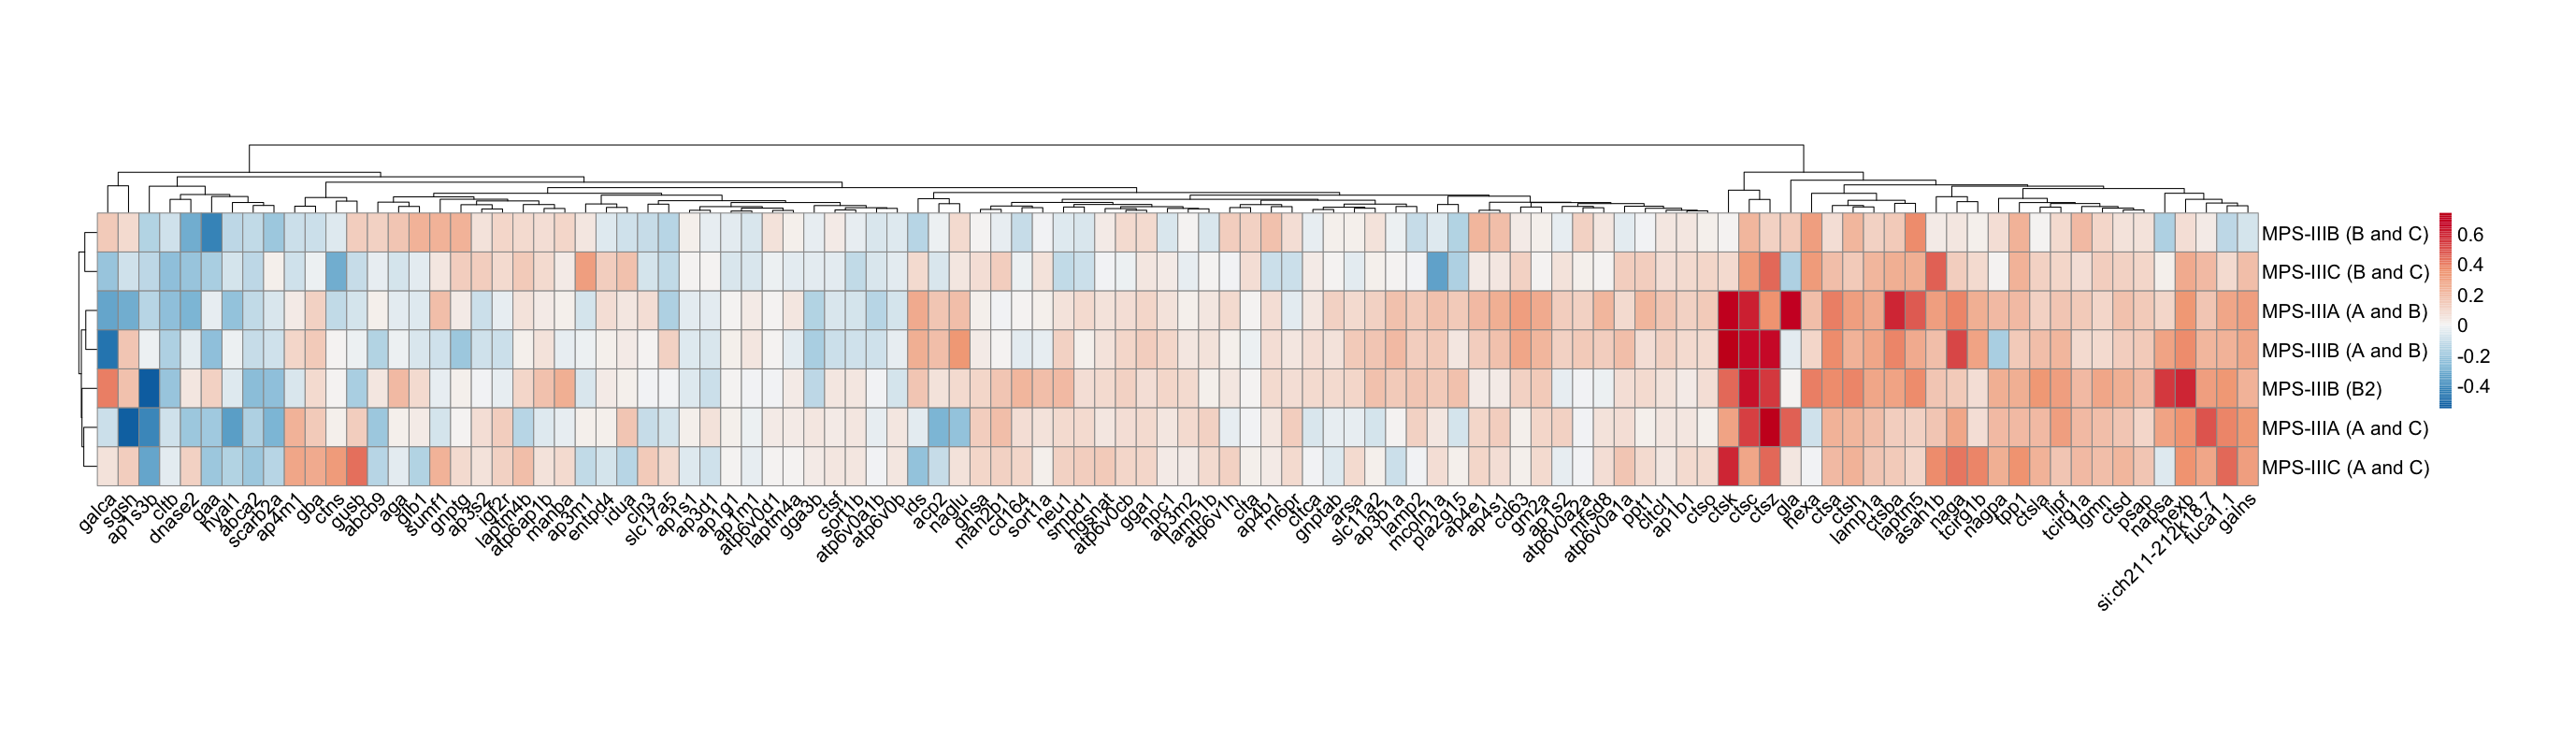 MPS-IIIB (B and C)
MPS-IIIC (B and C)
MPS-IIIA (A and B)
MPS-IIIB (A and B)
MPS-IIIB (B2)
MPS-IIIA (A and C)
MPS-IIIC (A and C)
0.6
0.4
0.2
0
-0.2
-0.4
galca
sgsh
ap1s3b
cltb
dnase2
gaa
hyal1
abca2
scarb2a
ap4m1
gba
ctns
gusb
abcb9
aga
glb1
sumf1
gnptg
ap3s2
igf2r
laptm4b
atp6ap1b
manba
ap3m1
entpd4
idua
cln3
slc17a5
ap1s1
ap3d1
ap1g1
ap1m1
atp6v0d1
laptm4a
gga3b
ctsf
sort1b
atp6v0a1b
atp6v0b
ids
acp2
naglu
gnsa
man2b1
cd164
sort1a
neu1
smpd1
hgsnat
atp6v0cb
gga1
npc1
ap3m2
lamp1b
atp6v1h
clta
ap4b1
m6pr
cltca
gnptab
arsa
slc11a2
ap3b1a
lamp2
mcoln1a
pla2g15
ap4e1
ap4s1
cd63
gm2a
ap1s2
atp6v0a2a
mfsd8
atp6v0a1a
ppt1
cltcl1
ap1b1
ctso
ctsk
ctsc
ctsz
gla
hexa
ctsa
ctsh
lamp1a
ctsba
laptm5
asah1b
naga
tcirg1b
nagpa
tpp1
ctsla
lipf
tcirg1a
lgmn
ctsd
psap
napsa
hexb
si:ch211-212k18.7
fuca1.1
galns